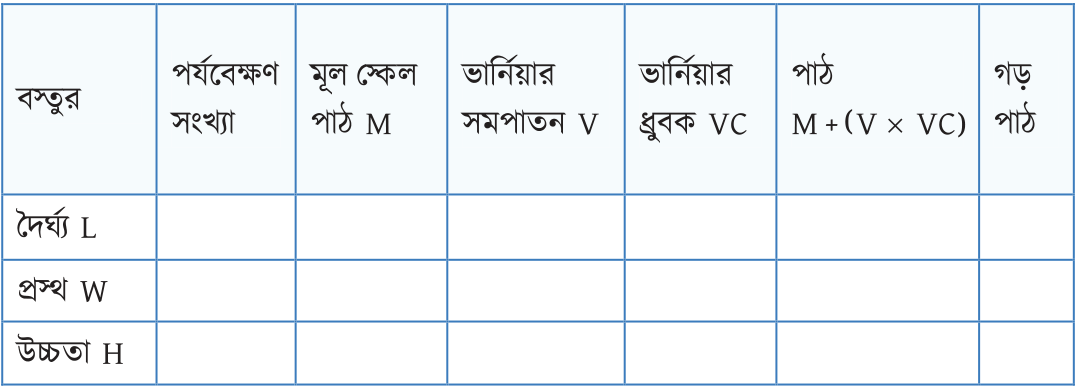 বস্তুর
পর্যবেক্ষণ
সংখ্যা
মূল স্কেল
পাঠ M
ভার্নিয়ার
সমপাতন V
ভার্নিয়ার
ধ্রুবক VC
পাঠ
M + (V × VC)
গড়
পাঠ
দৈর্ঘ্য L
প্রস্থ W
উচ্চতা H